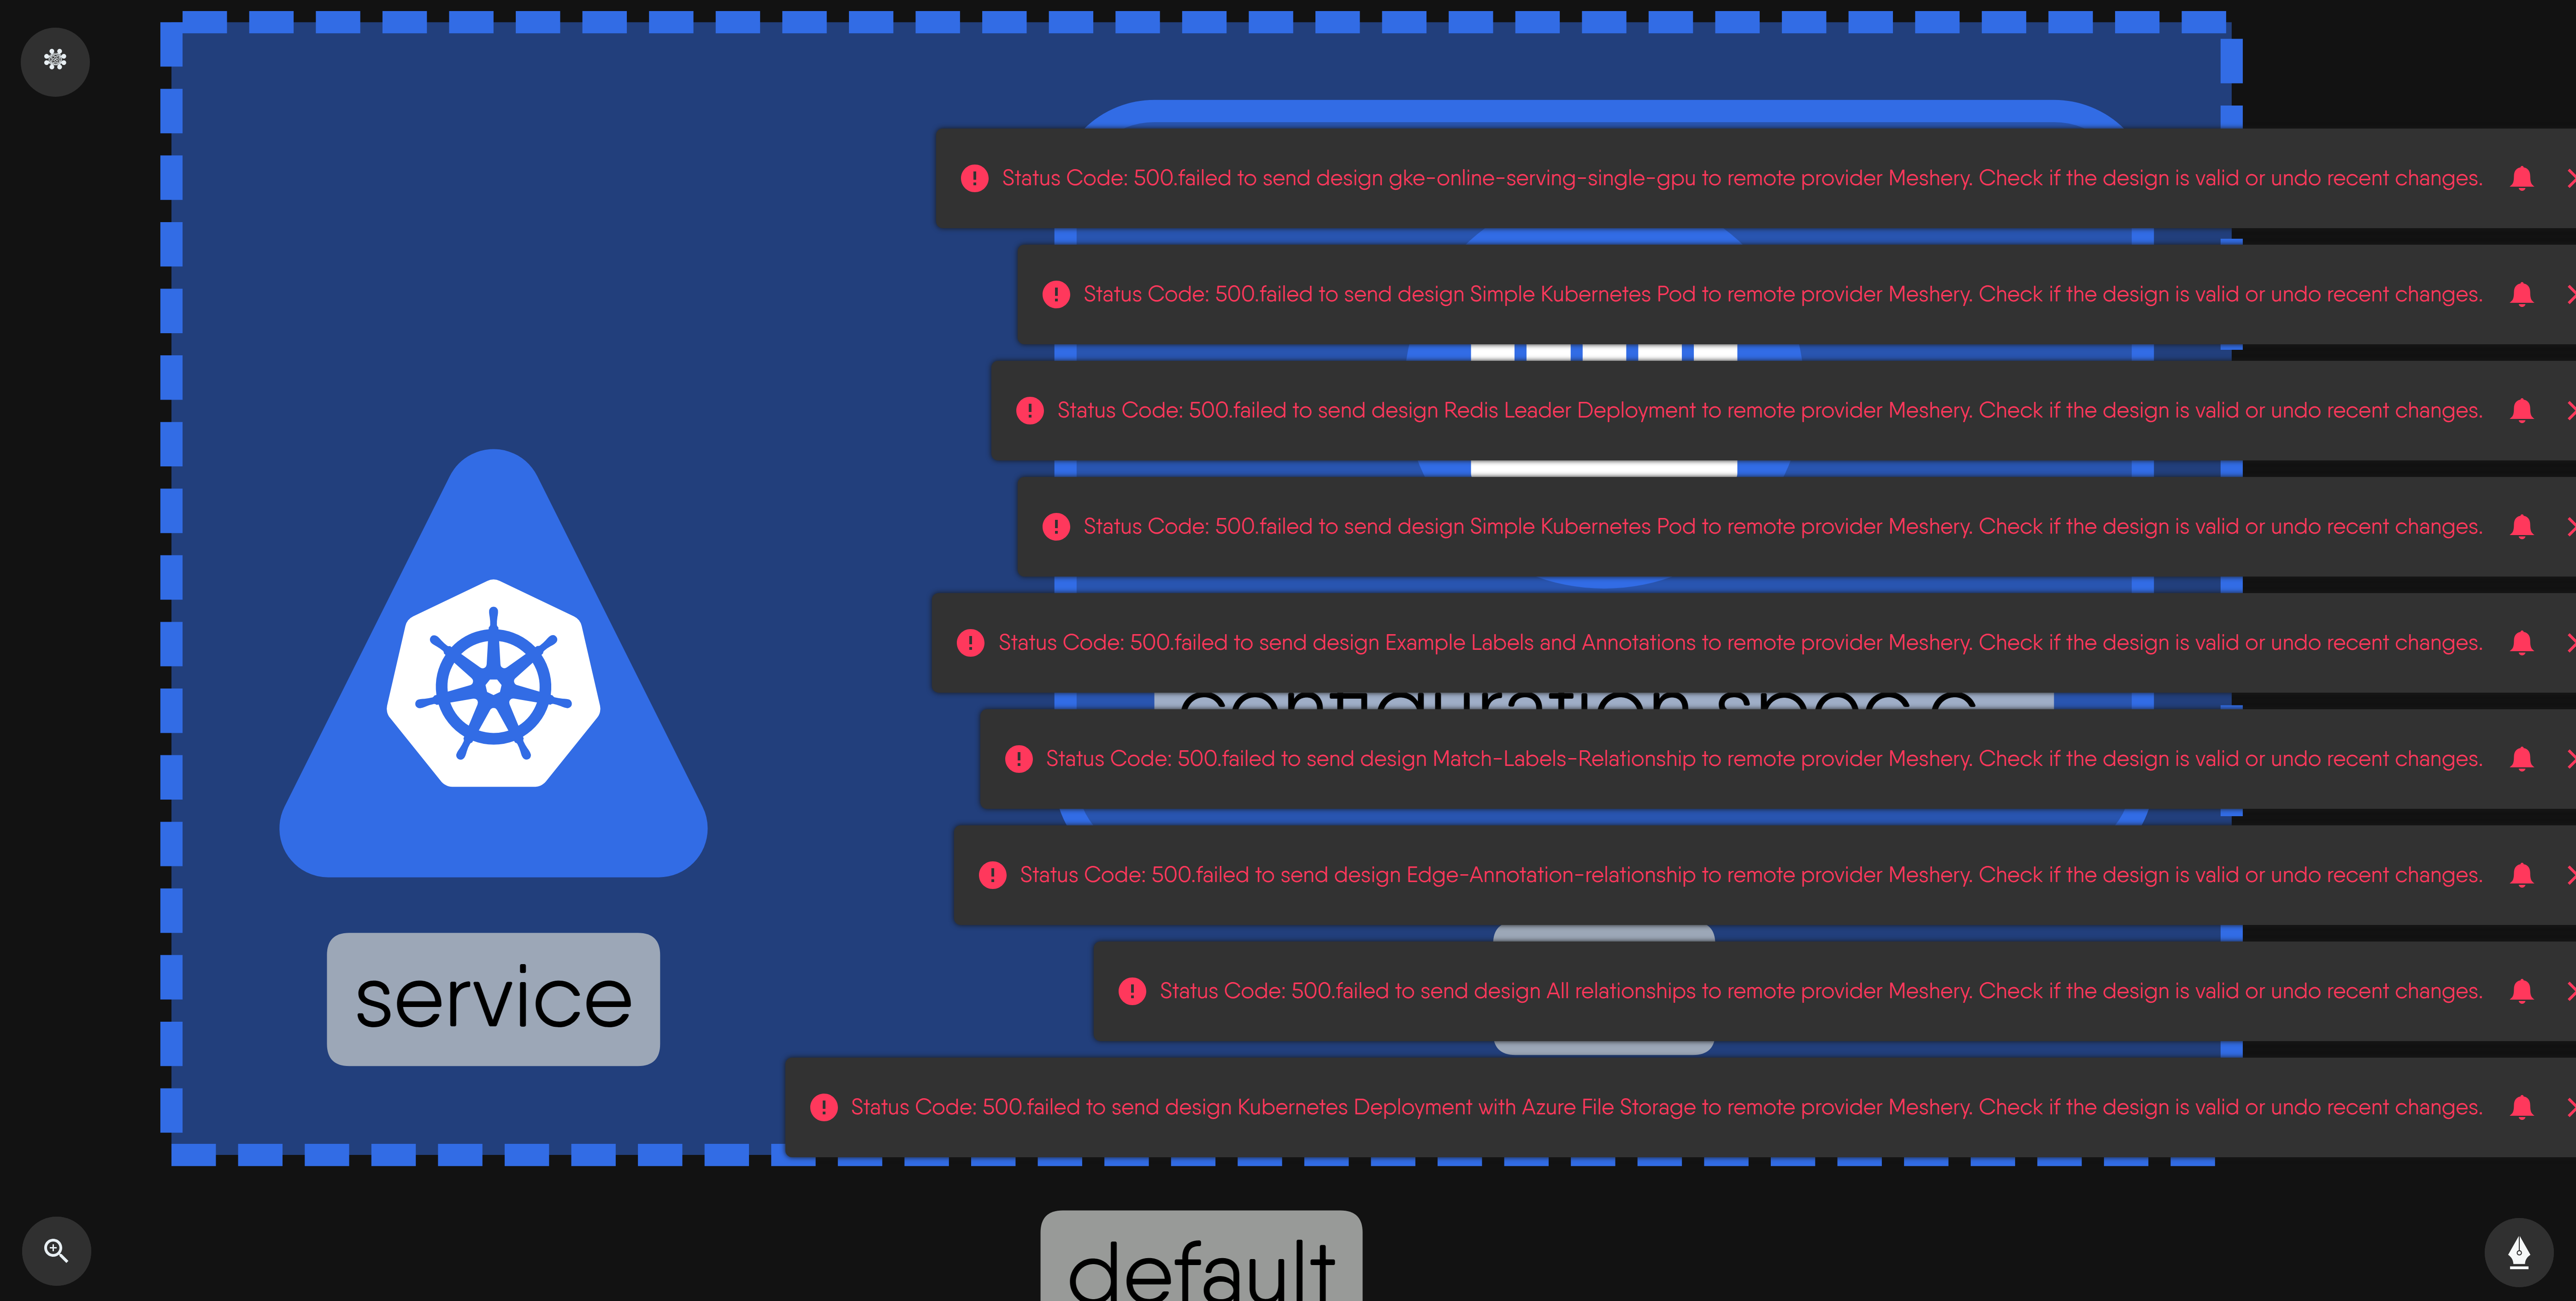 Status Code: 500.failed to send design gke-online-serving-single-gpu to remote provider Meshery. Check if the design is valid or undo recent changes.
Status Code: 500.failed to send design Simple Kubernetes Pod to remote provider Meshery. Check if the design is valid or undo recent changes.
Status Code: 500.failed to send design Redis Leader Deployment to remote provider Meshery. Check if the design is valid or undo recent changes.
Status Code: 500.failed to send design Simple Kubernetes Pod to remote provider Meshery. Check if the design is valid or undo recent changes.
Status Code: 500.failed to send design Example Labels and Annotations to remote provider Meshery. Check if the design is valid or undo recent changes.
configuration spec
Status Code: 500.failed to send design Match-Labels-Relationship to remote provider Meshery. Check if the design is valid or undo recent changes.
Status Code: 500.failed to send design Edge-Annotation-relationship to remote provider Meshery. Check if the design is valid or undo recent changes.
Status Code: 500.failed to send design All relationships to remote provider Meshery. Check if the design is valid or undo recent changes.
service
Status Code: 500.failed to send design Kubernetes Deployment with Azure File Storage to remote provider Meshery. Check if the design is valid or undo recent changes.
default